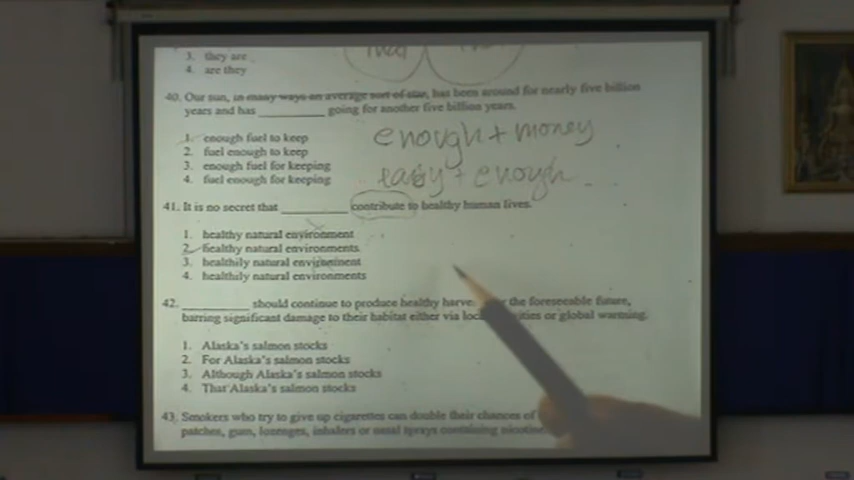 3. they are
4. are they
40. Our sun, in many ways an average sort of star, has been around for nearly five billion
years and has ________ going for another five billion years.
1. enough fuel to keep
2. fuel enough to keep
3. enough fuel for keeping
4. fuel enough for keeping
enough + money
+ enough
41. It is no secret that ________ contribute to healthy human lives.
1. healthy natural environment
2. healthy natural environments
3. healthily natural environment
4. healthily natural environments
42. ________ should continue to produce healthy the foreseeable future,
barring significant damage to their habitat either via or global warming.
1. Alaska's salmon stocks
2. For Alaska's salmon stocks
3. Although Alaska's salmon stocks
4. That Alaska's salmon stocks
43. Smokers who try to give up cigarettes can double their chances of
patches, gum, lozenges, inhalers or nasal sprays containing nicotine